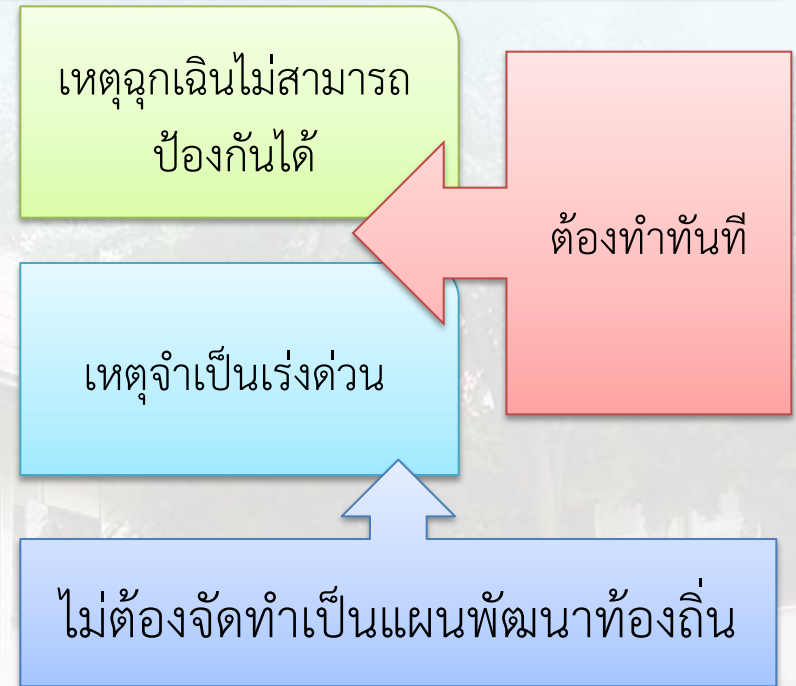 เหตุฉุกเฉินไม่สามารถ
ป้องกันได้
ต้องทำทันที
เหตุจำเป็นเร่งด่วน
ไม่ต้องจัดทำเป็นแผนพัฒนาท้องถิ่น